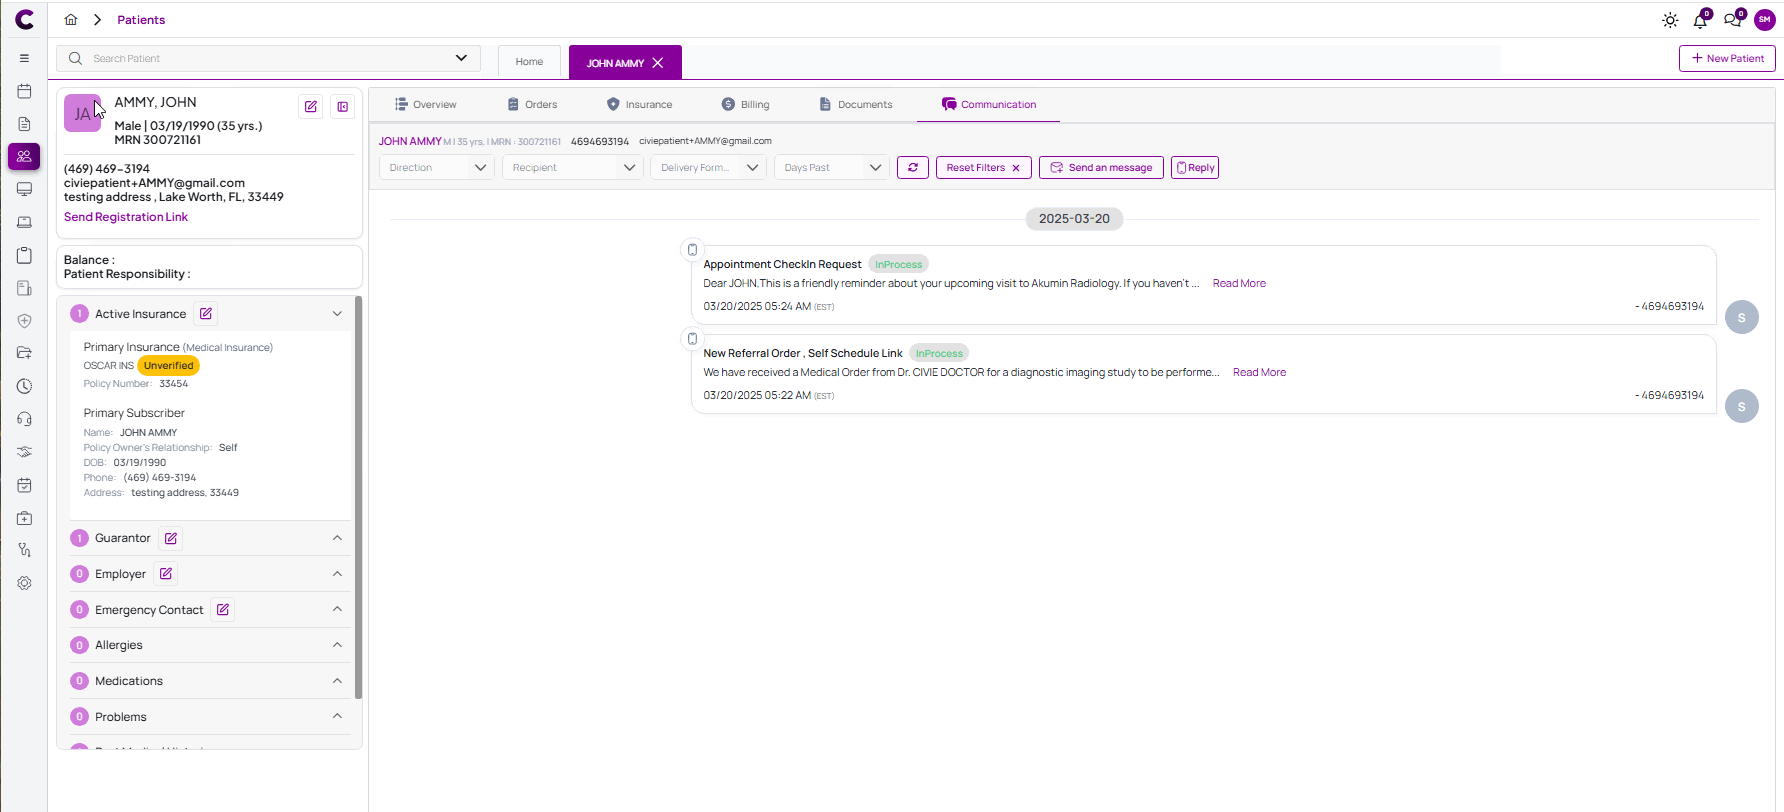 Patients
0
0
SM
Search Patient
Home
JOHN AMMY
New Patient
JA
AMMY, JOHN
Male | 03/19/1990 (35 yrs.)
MRN 300721161
(469) 469-3194
civiepatient+AMMY@gmail.com
testing address , Lake Worth, FL, 33449
Send Registration Link
Balance :
Patient Responsibility :
1 Active Insurance
Primary Insurance (Medical Insurance)
OSCAR INS Unverified
Policy Number: 33454
Primary Subscriber
Name: JOHN AMMY
Policy Owner's Relationship: Self
DOB: 03/19/1990
Phone: (469) 469-3194
Address: testing address, 33449
1 Guarantor
0 Employer
0 Emergency Contact
0 Allergies
0 Medications
0 Problems
Overview
Orders
Insurance
Billing
Documents
Communication
JOHN AMMY M | 35 yrs. | MRN : 300721161 4694693194 civiepatient+AMMY@gmail.com
Direction
Recipient
Delivery Form...
Days Past
Reset Filters
Send an message
Reply
2025-03-20
Appointment CheckIn Request InProcess
Dear JOHN,This is a friendly reminder about your upcoming visit to Akumin Radiology. If you haven't ... Read More
03/20/2025 05:24 AM (EST) - 4694693194
S
New Referral Order , Self Schedule Link InProcess
We have received a Medical Order from Dr. CIVIE DOCTOR for a diagnostic imaging study to be performe... Read More
03/20/2025 05:22 AM (EST) - 4694693194
S